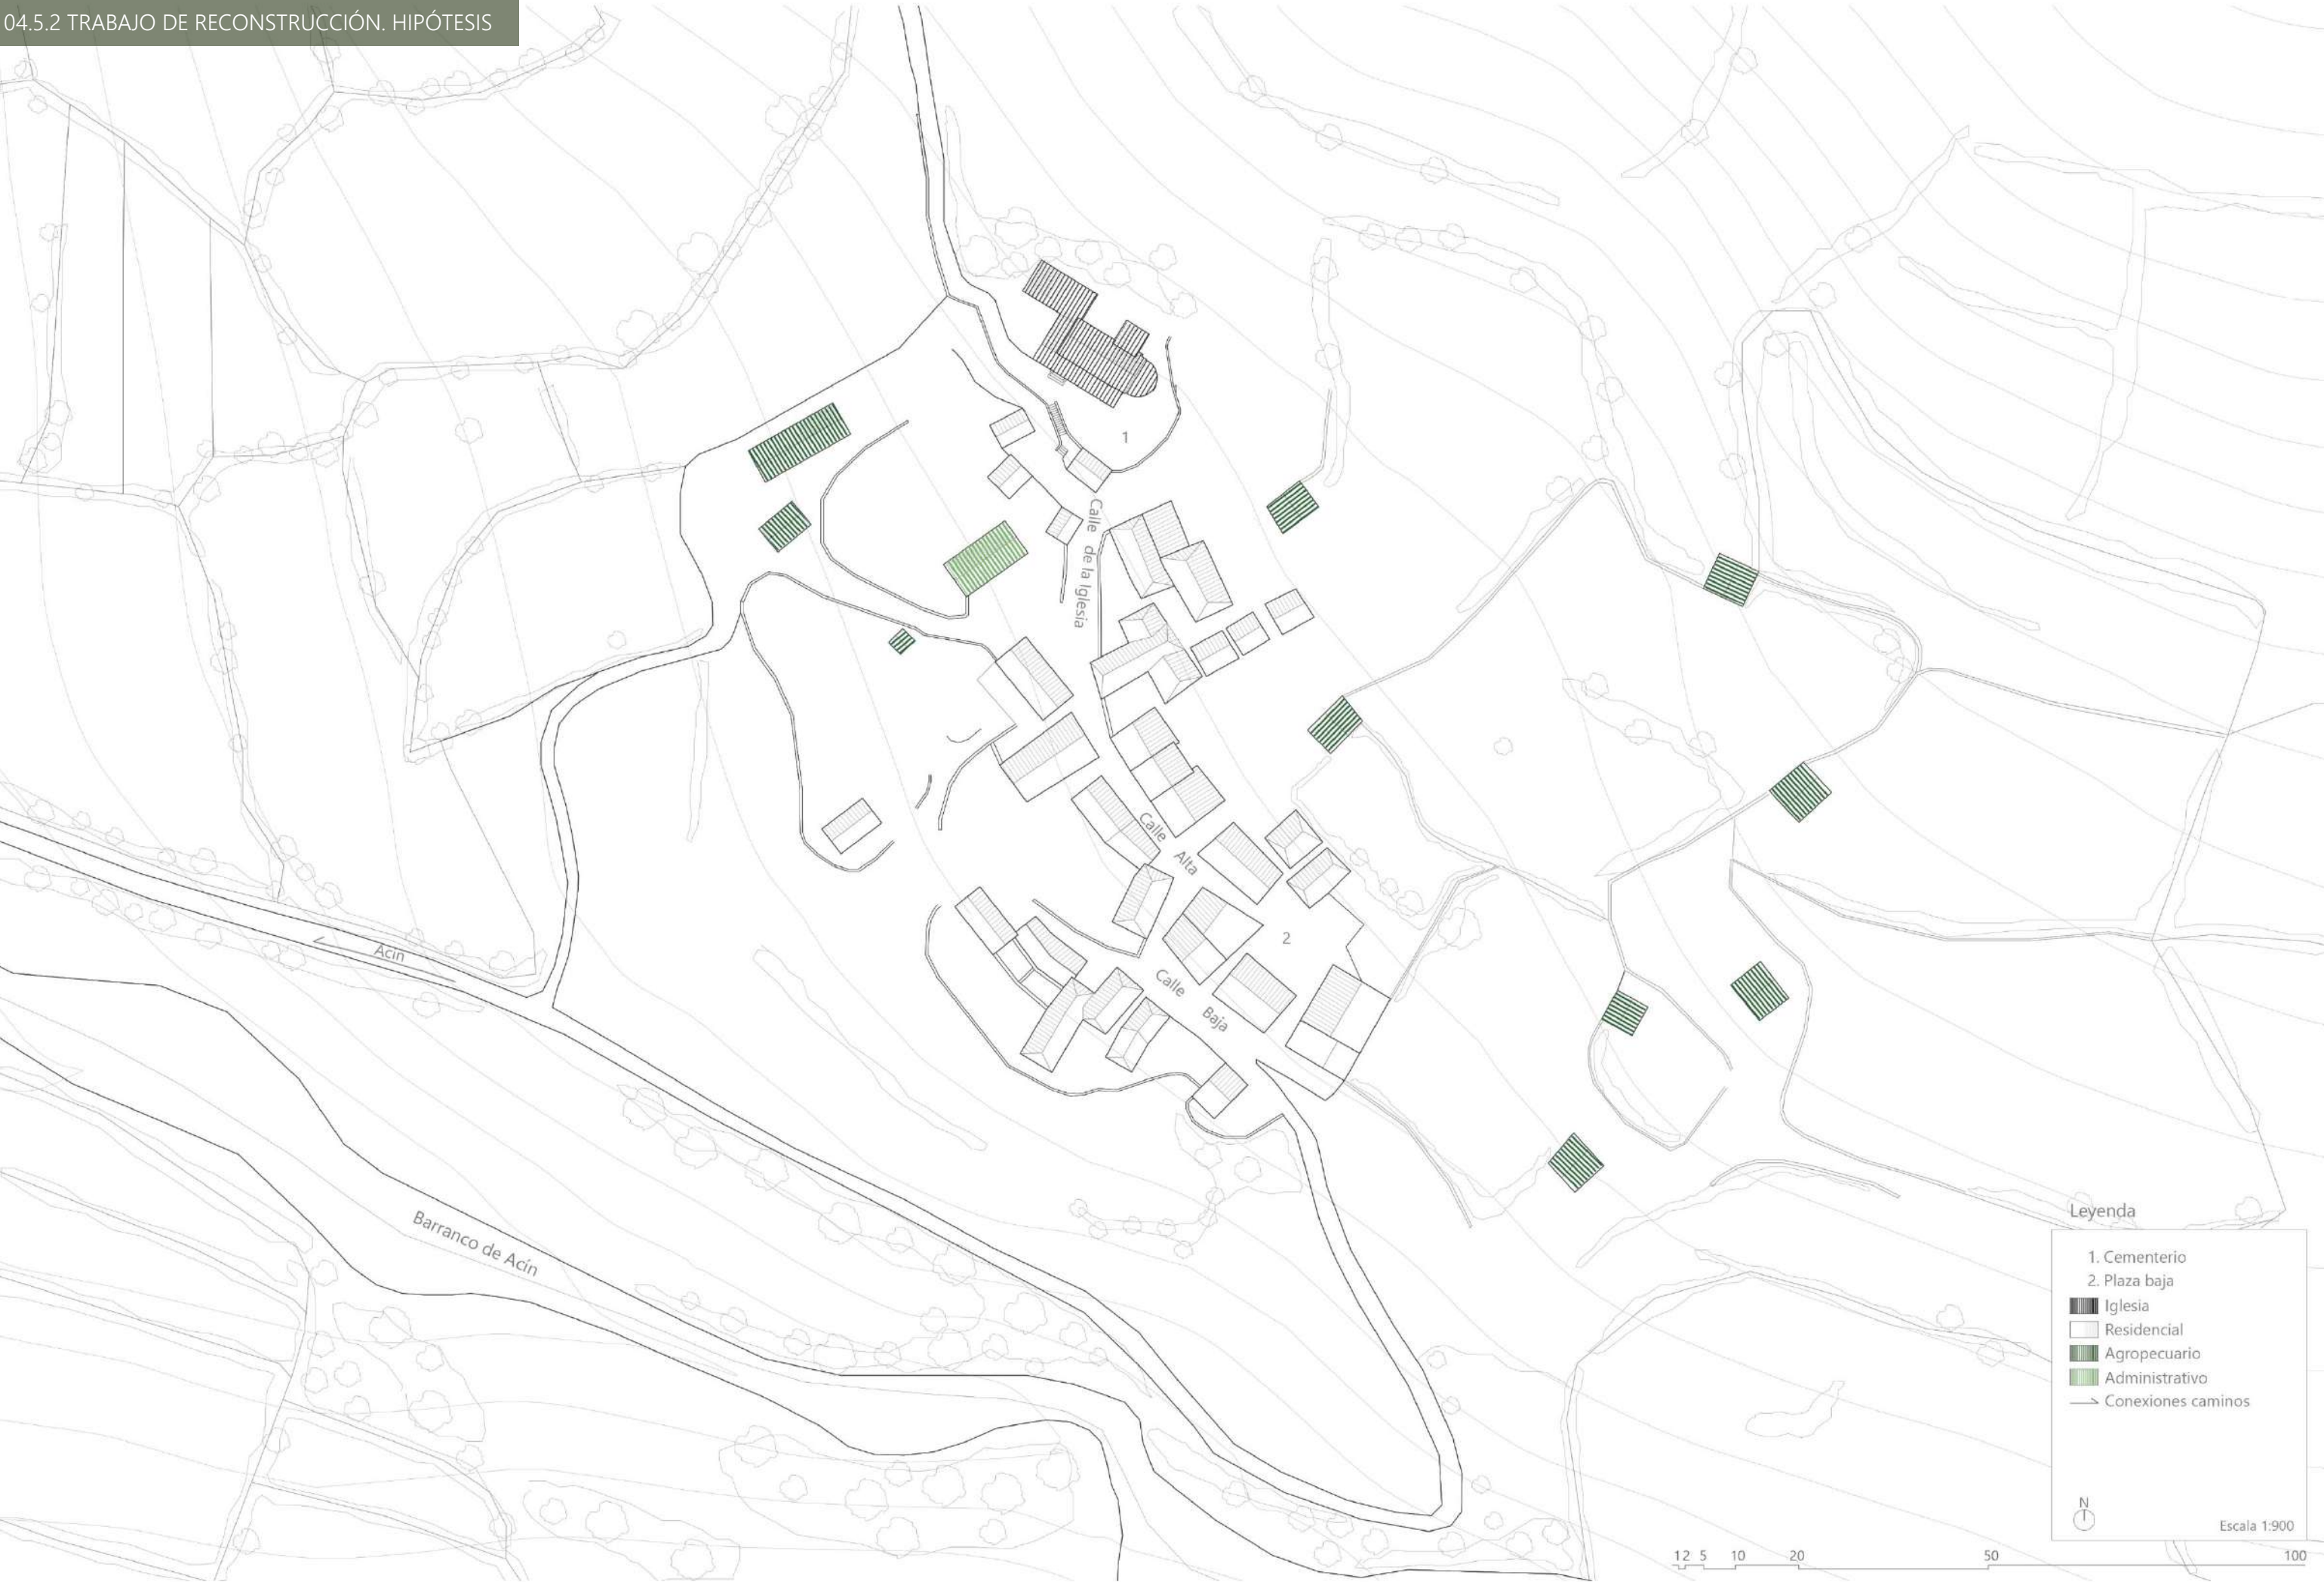 04.5.2 TRABAJO DE RECONSTRUCCIÓN. HIPÓTESIS
1
Calle de la Iglesia
Calle Alta
2
Calle Baja
Acín
Barranco de Acín
Leyenda
1. Cementerio
2. Plaza baja
Iglesia
Residencial
Agropecuario
Administrativo
Conexiones caminos
N
Escala 1:900
12 5 10 20 50 100